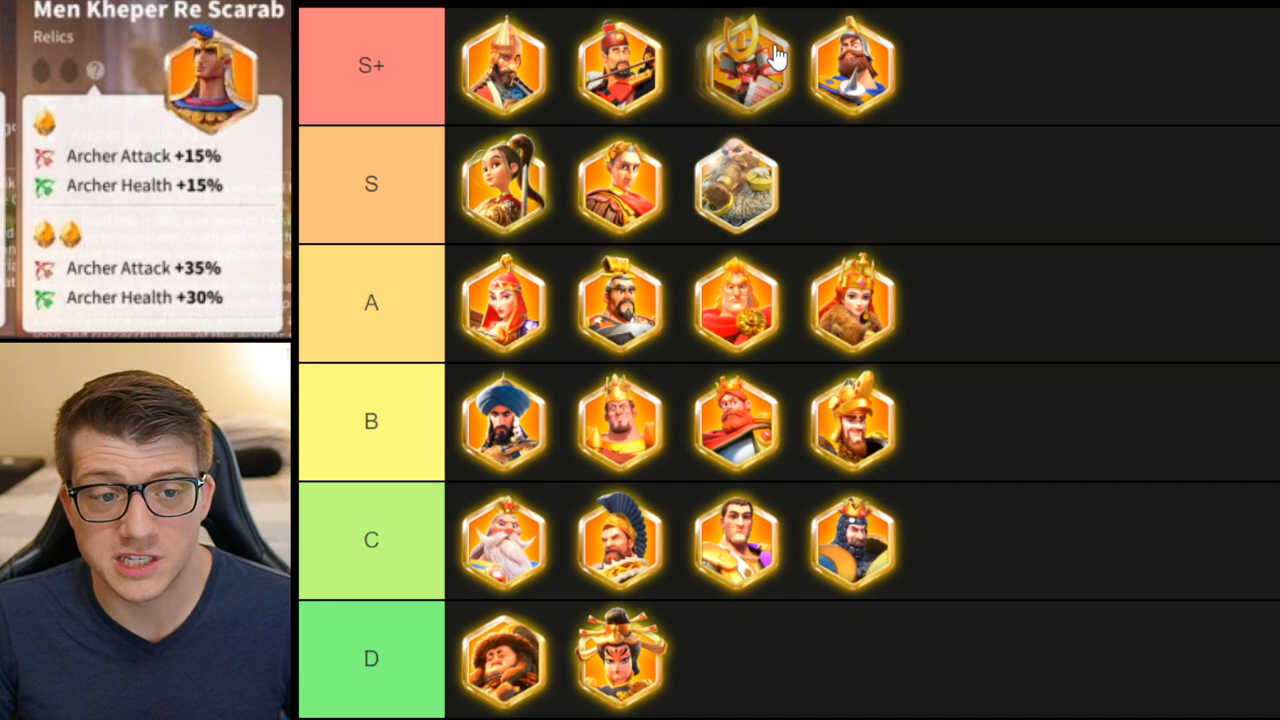 Men Kheper Re Scarab
Relics
?
Archer Attack +15%
Archer Health +15%
Archer Attack +35%
Archer Health +30%
S+
S
A
B
C
D